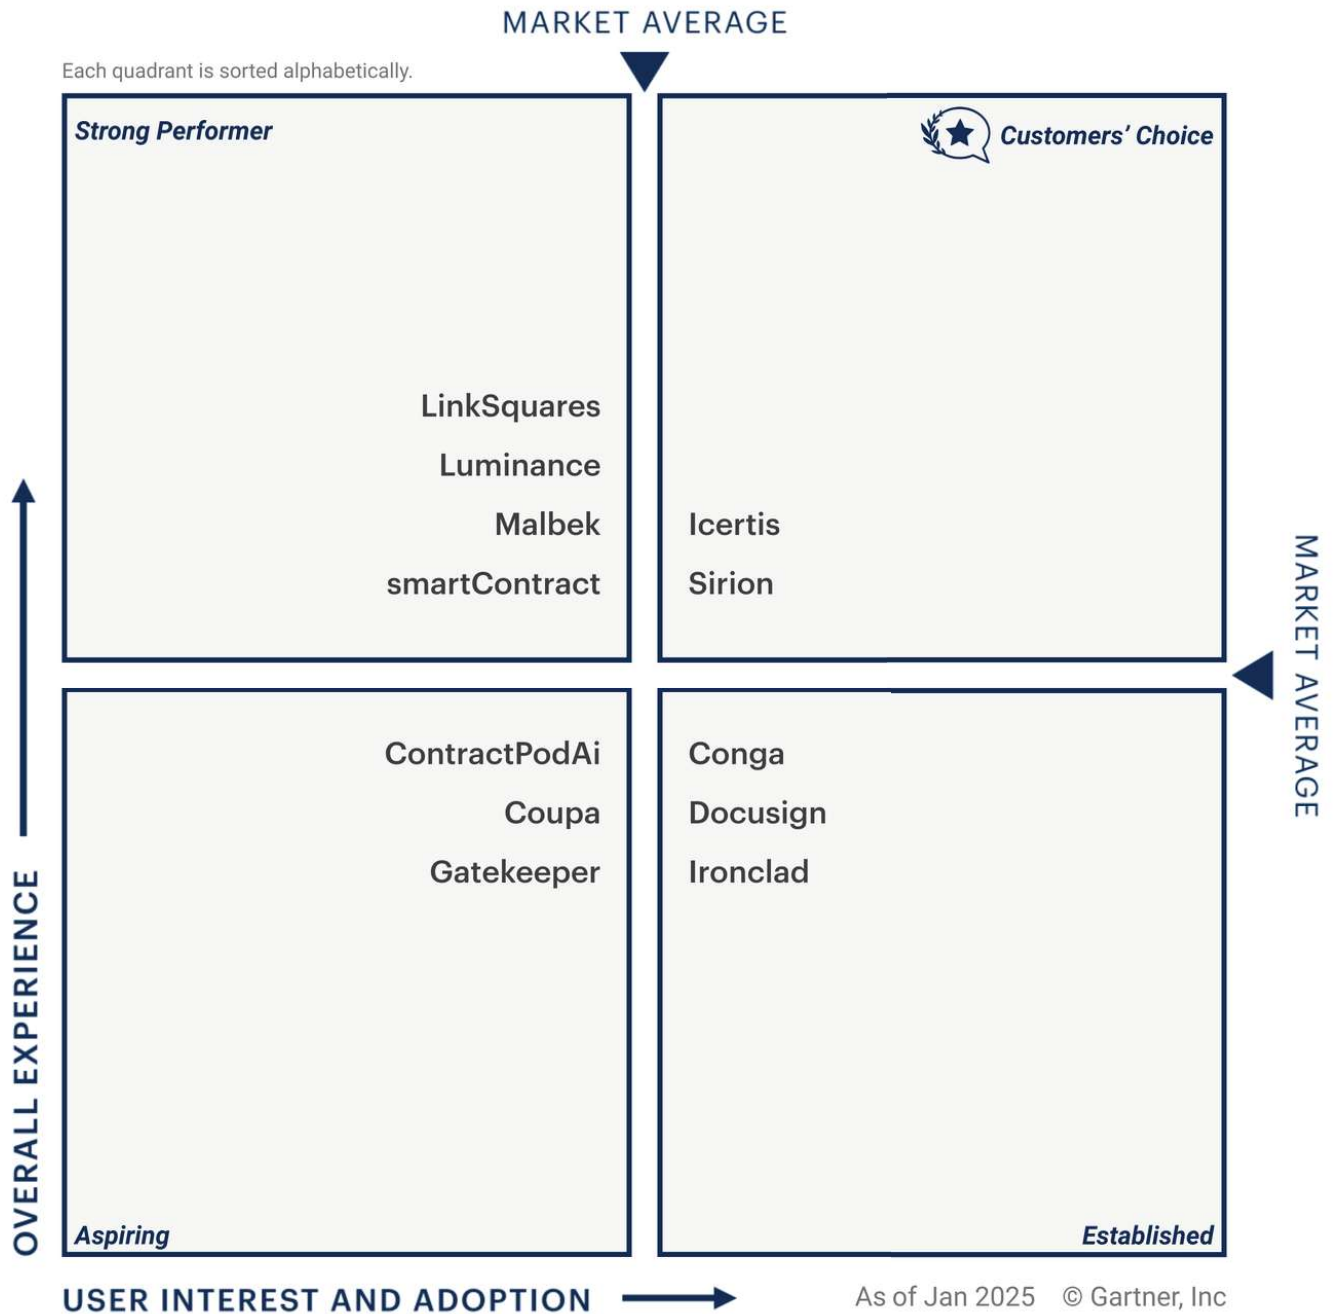 MARKET AVERAGE
Each quadrant is sorted alphabetically.
Strong Performer
LinkSquares
Luminance
Malbek
smartContract
Customers’ Choice
Icertis
Sirion
MARKET AVERAGE
ContractPodAi
Coupa
Gatekeeper
Aspiring
Conga
Docusign
Ironclad
Established
OVERALL EXPERIENCE
USER INTEREST AND ADOPTION
As of Jan 2025 © Gartner, Inc